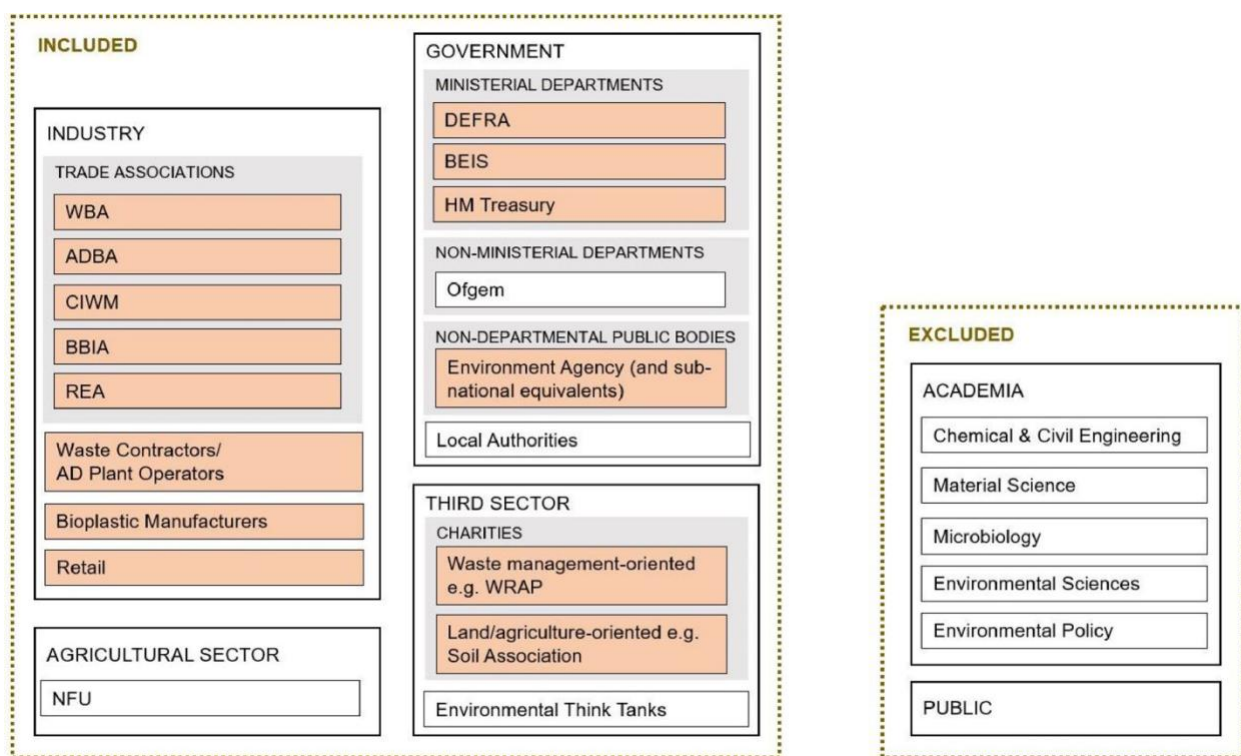 INCLUDED
INDUSTRY
TRADE ASSOCIATIONS
WBA
ADBA
CIWM
BBIA
REA
Waste Contractors/
AD Plant Operators
Bioplastic Manufacturers
Retail
AGRICULTURAL SECTOR
NFU
GOVERNMENT
MINISTERIAL DEPARTMENTS
DEFRA
BEIS
HM Treasury
NON-MINISTERIAL DEPARTMENTS
Ofgem
NON-DEPARTMENTAL PUBLIC BODIES
Environment Agency (and sub-
national equivalents)
Local Authorities
THIRD SECTOR
CHARITIES
Waste management-oriented
e.g. WRAP
Land/agriculture-oriented e.g.
Soil Association
Environmental Think Tanks
EXCLUDED
ACADEMIA
Chemical & Civil Engineering
Material Science
Microbiology
Environmental Sciences
Environmental Policy
PUBLIC